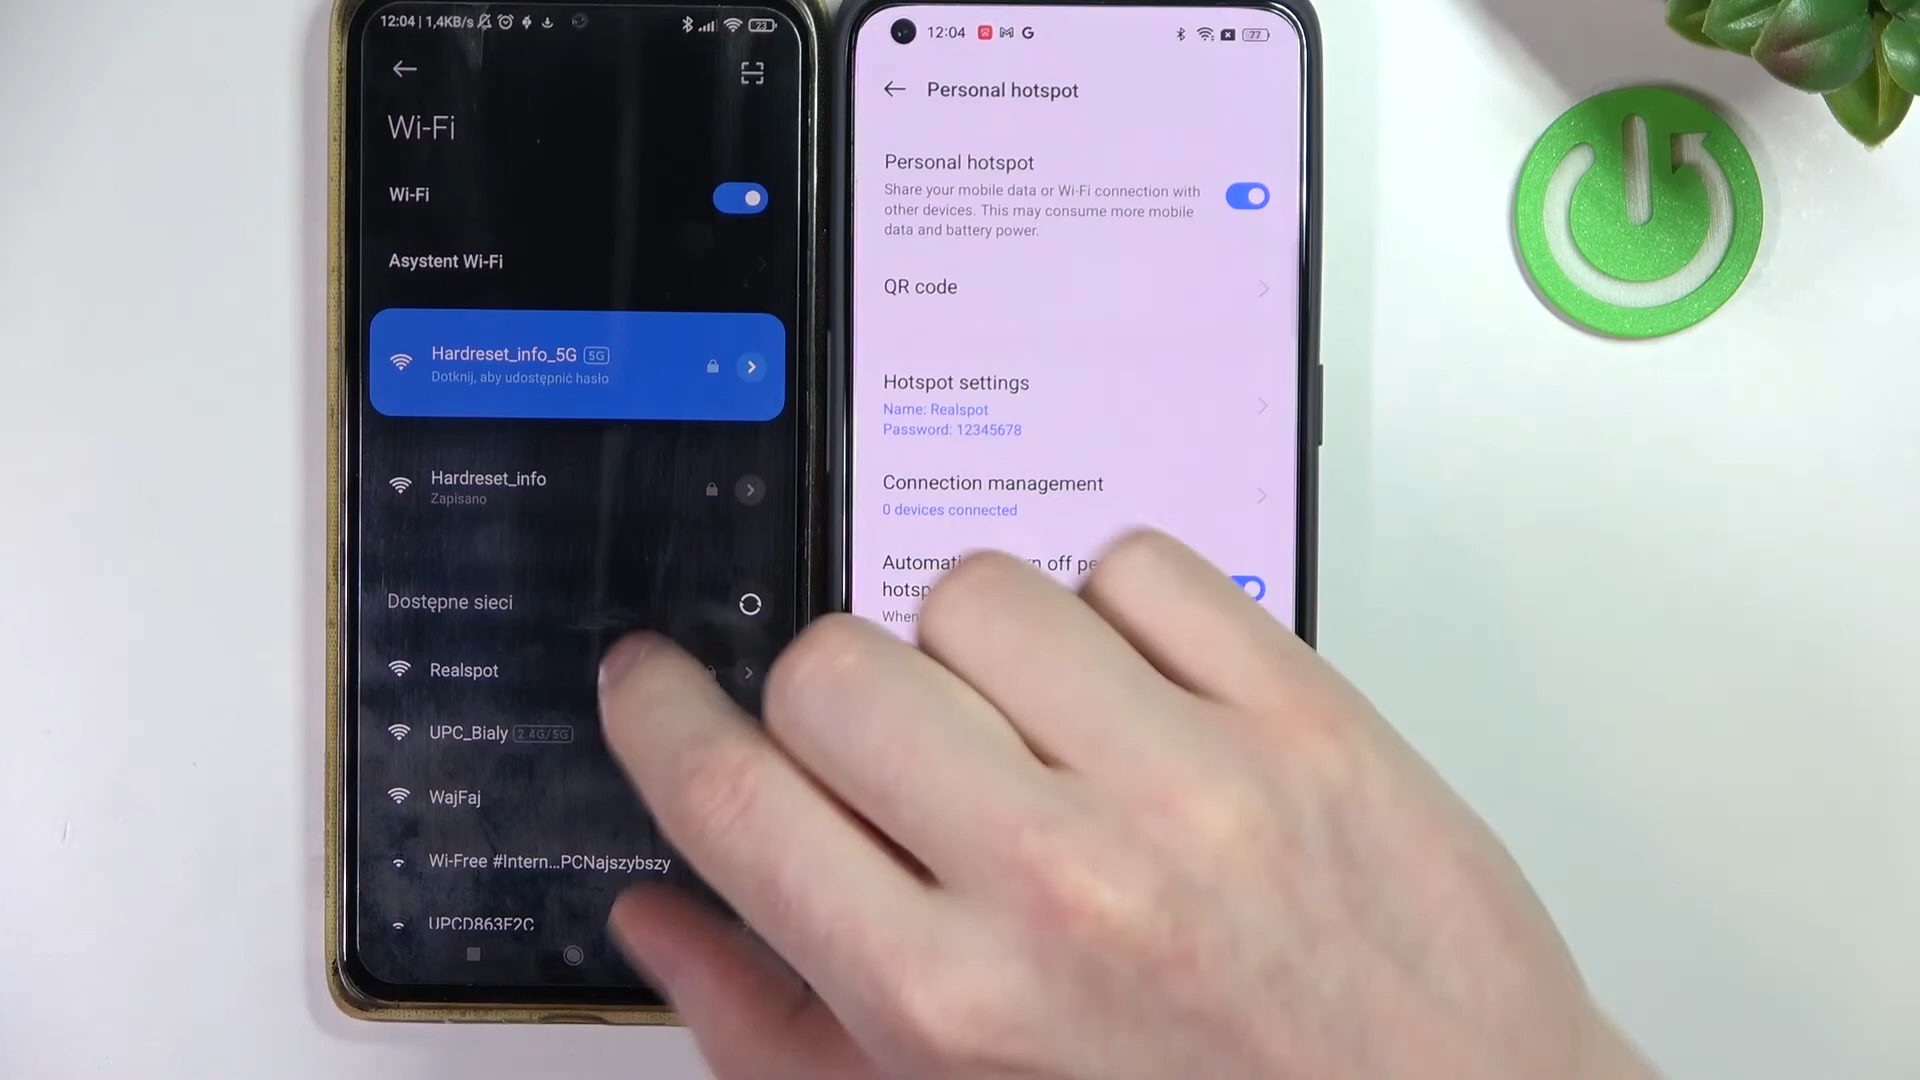 12:04 | 1,4KB/s
23
Wi-Fi
Wi-Fi
Asystent Wi-Fi
Hardreset_info_5G 5G
Dotknij, aby udostępnić hasło
Hardreset_info
Zapisano
Dostępne sieci
Realspot
UPC_Bialy 2.4G/5G
WajFaj
Wi-Free #Intern...PCNajszybszy
UPCD863F2C
12:04
77
Personal hotspot
Personal hotspot
Share your mobile data or Wi-Fi connection with
other devices. This may consume more mobile
data and battery power.
QR code
Hotspot settings
Name: Realspot
Password: 12345678
Connection management
0 devices connected
off
When